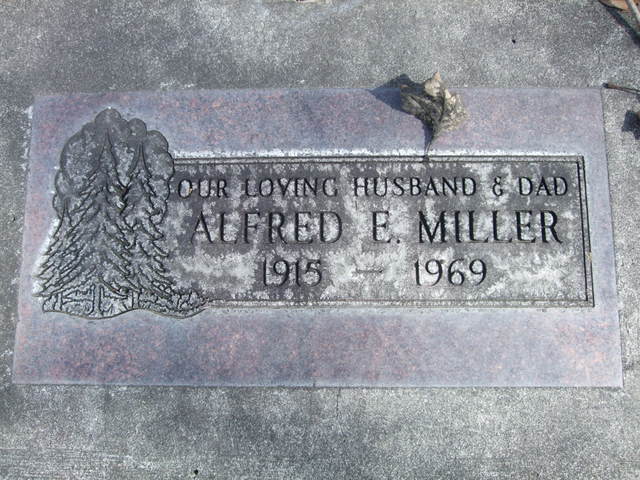 OUR LOVING HUSBAND & DAD
ALFRED E. MILLER
1915 — 1969